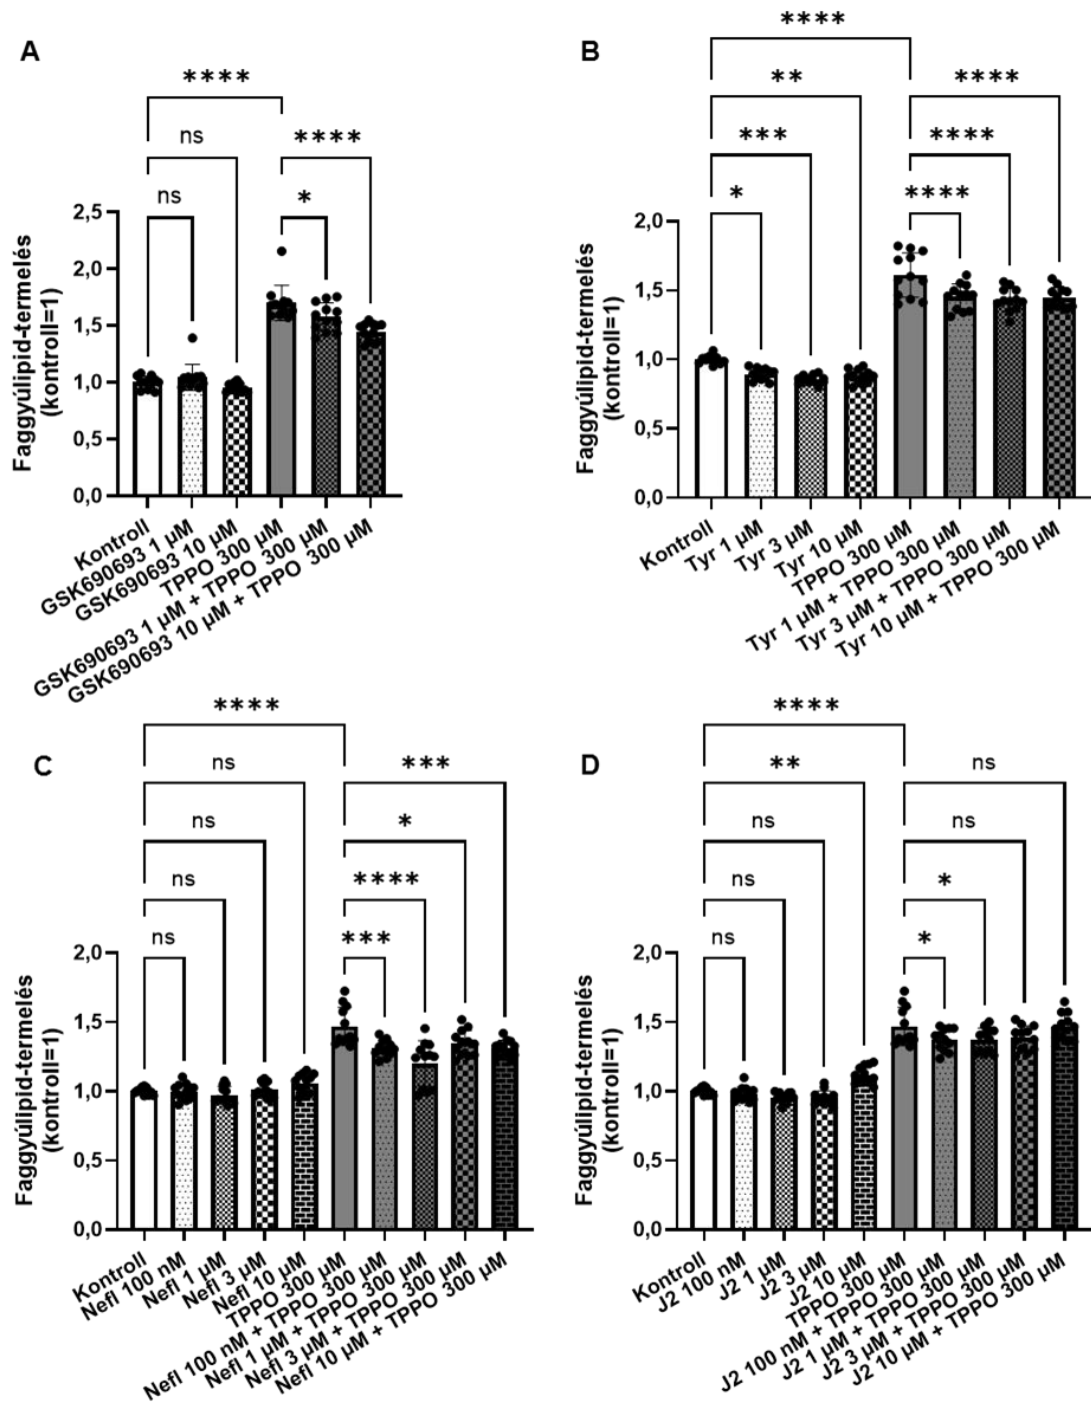 A
****
ns
****
ns
*
2,5
2,0
1,5
1,0
0,5
0,0
Faggyúlipid-termelés
(kontroll=1)
Kontroll
GSK690693 1 µM
GSK690693 10 µM
TPPO 300 µM
GSK690693 1 µM + TPPO 300 µM
GSK690693 10 µM + TPPO 300 µM
B
****
**
****
***
****
*
****
2,0
1,5
1,0
0,5
0,0
Faggyúlipid-termelés
(kontroll=1)
Kontroll
Tyr 1 µM
Tyr 3 µM
Tyr 10 µM
TPPO 300 µM
Tyr 1 µM + TPPO 300 µM
Tyr 3 µM + TPPO 300 µM
Tyr 10 µM + TPPO 300 µM
C
****
ns
***
ns
*
ns
****
ns
***
2,0
1,5
1,0
0,5
0,0
Faggyúlipid-termelés
(kontroll=1)
Kontroll
Nefl 100 nM
Nefl 1 µM
Nefl 3 µM
Nefl 10 µM
TPPO 300 µM
Nefl 100 nM + TPPO 300 µM
Nefl 1 µM + TPPO 300 µM
Nefl 3 µM + TPPO 300 µM
Nefl 10 µM + TPPO 300 µM
D
****
**
ns
ns
ns
ns
*
ns
*
2,0
1,5
1,0
0,5
0,0
Faggyúlipid-termelés
(kontroll=1)
Kontroll
J2 100 nM
J2 1 µM
J2 3 µM
J2 10 µM
TPPO 300 µM
J2 100 nM + TPPO 300 µM
J2 1 µM + TPPO 300 µM
J2 3 µM + TPPO 300 µM
J2 10 µM + TPPO 300 µM